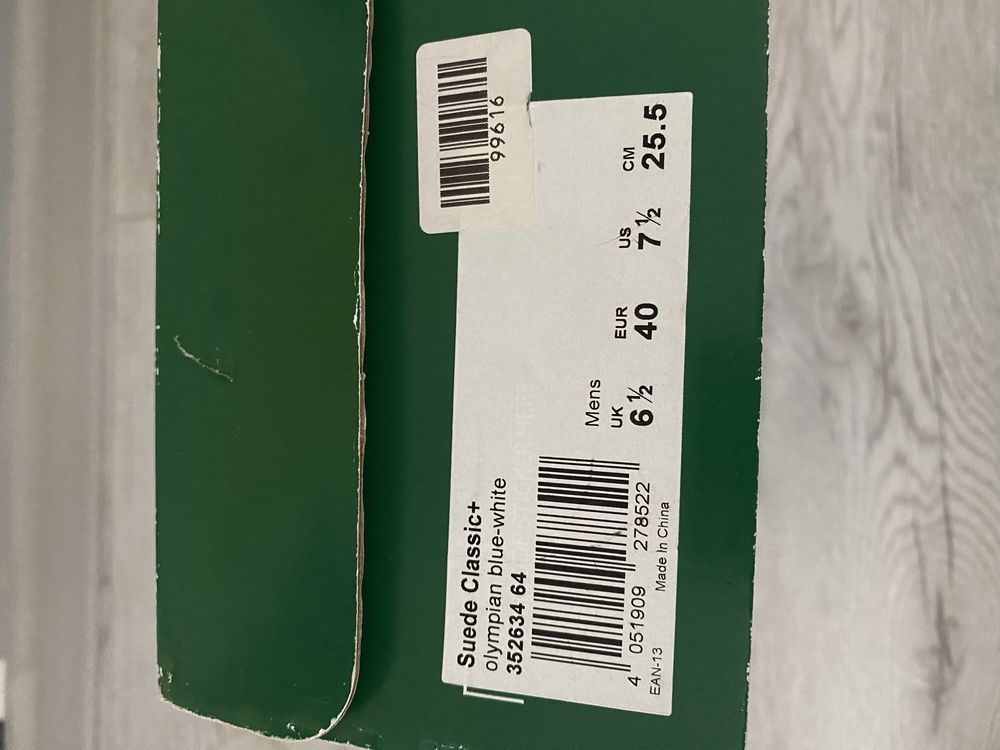 99616
Suede Classic+
olympian blue-white
352634 64
Mens
UK EUR US CM
6 ½ 40 7 ½ 25.5
4 051909 278522
EAN-13 Made In China